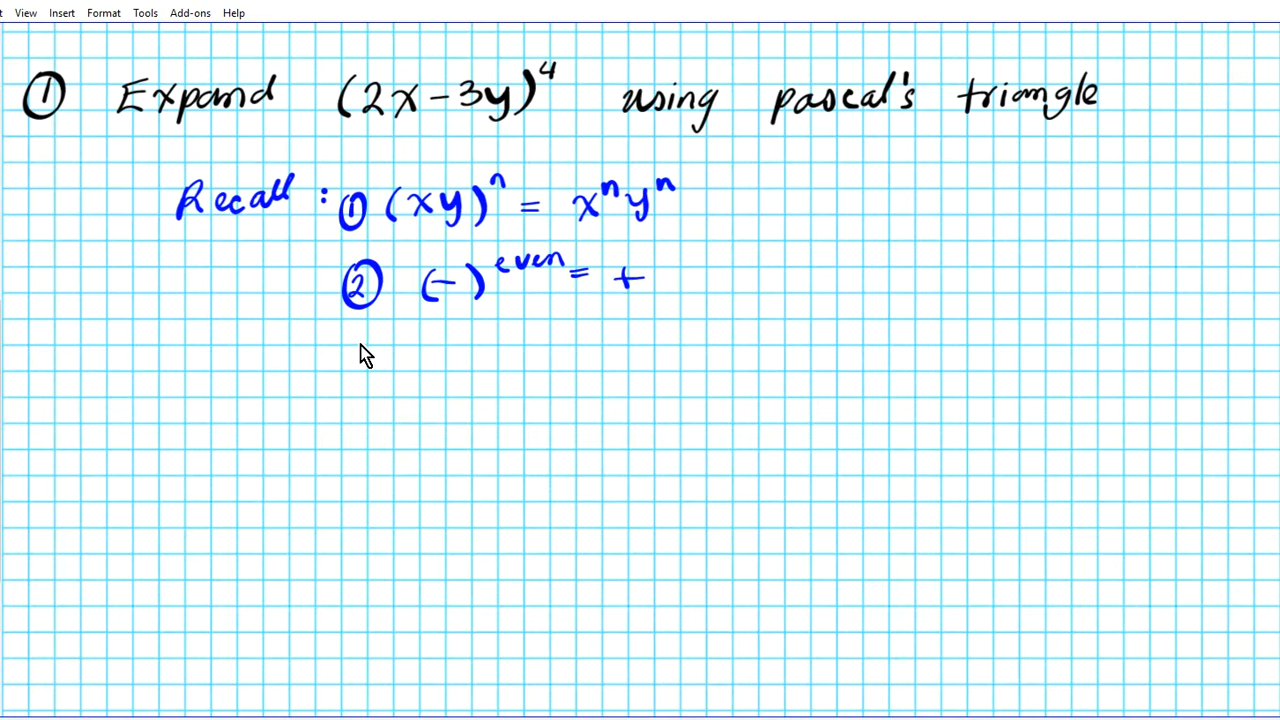 View Insert Format Tools Add-ons Help
① Expand (2x-3y)⁴ using pascal's triangle
Recall : ① (xy)ⁿ = xⁿyⁿ
② (-)^even = +